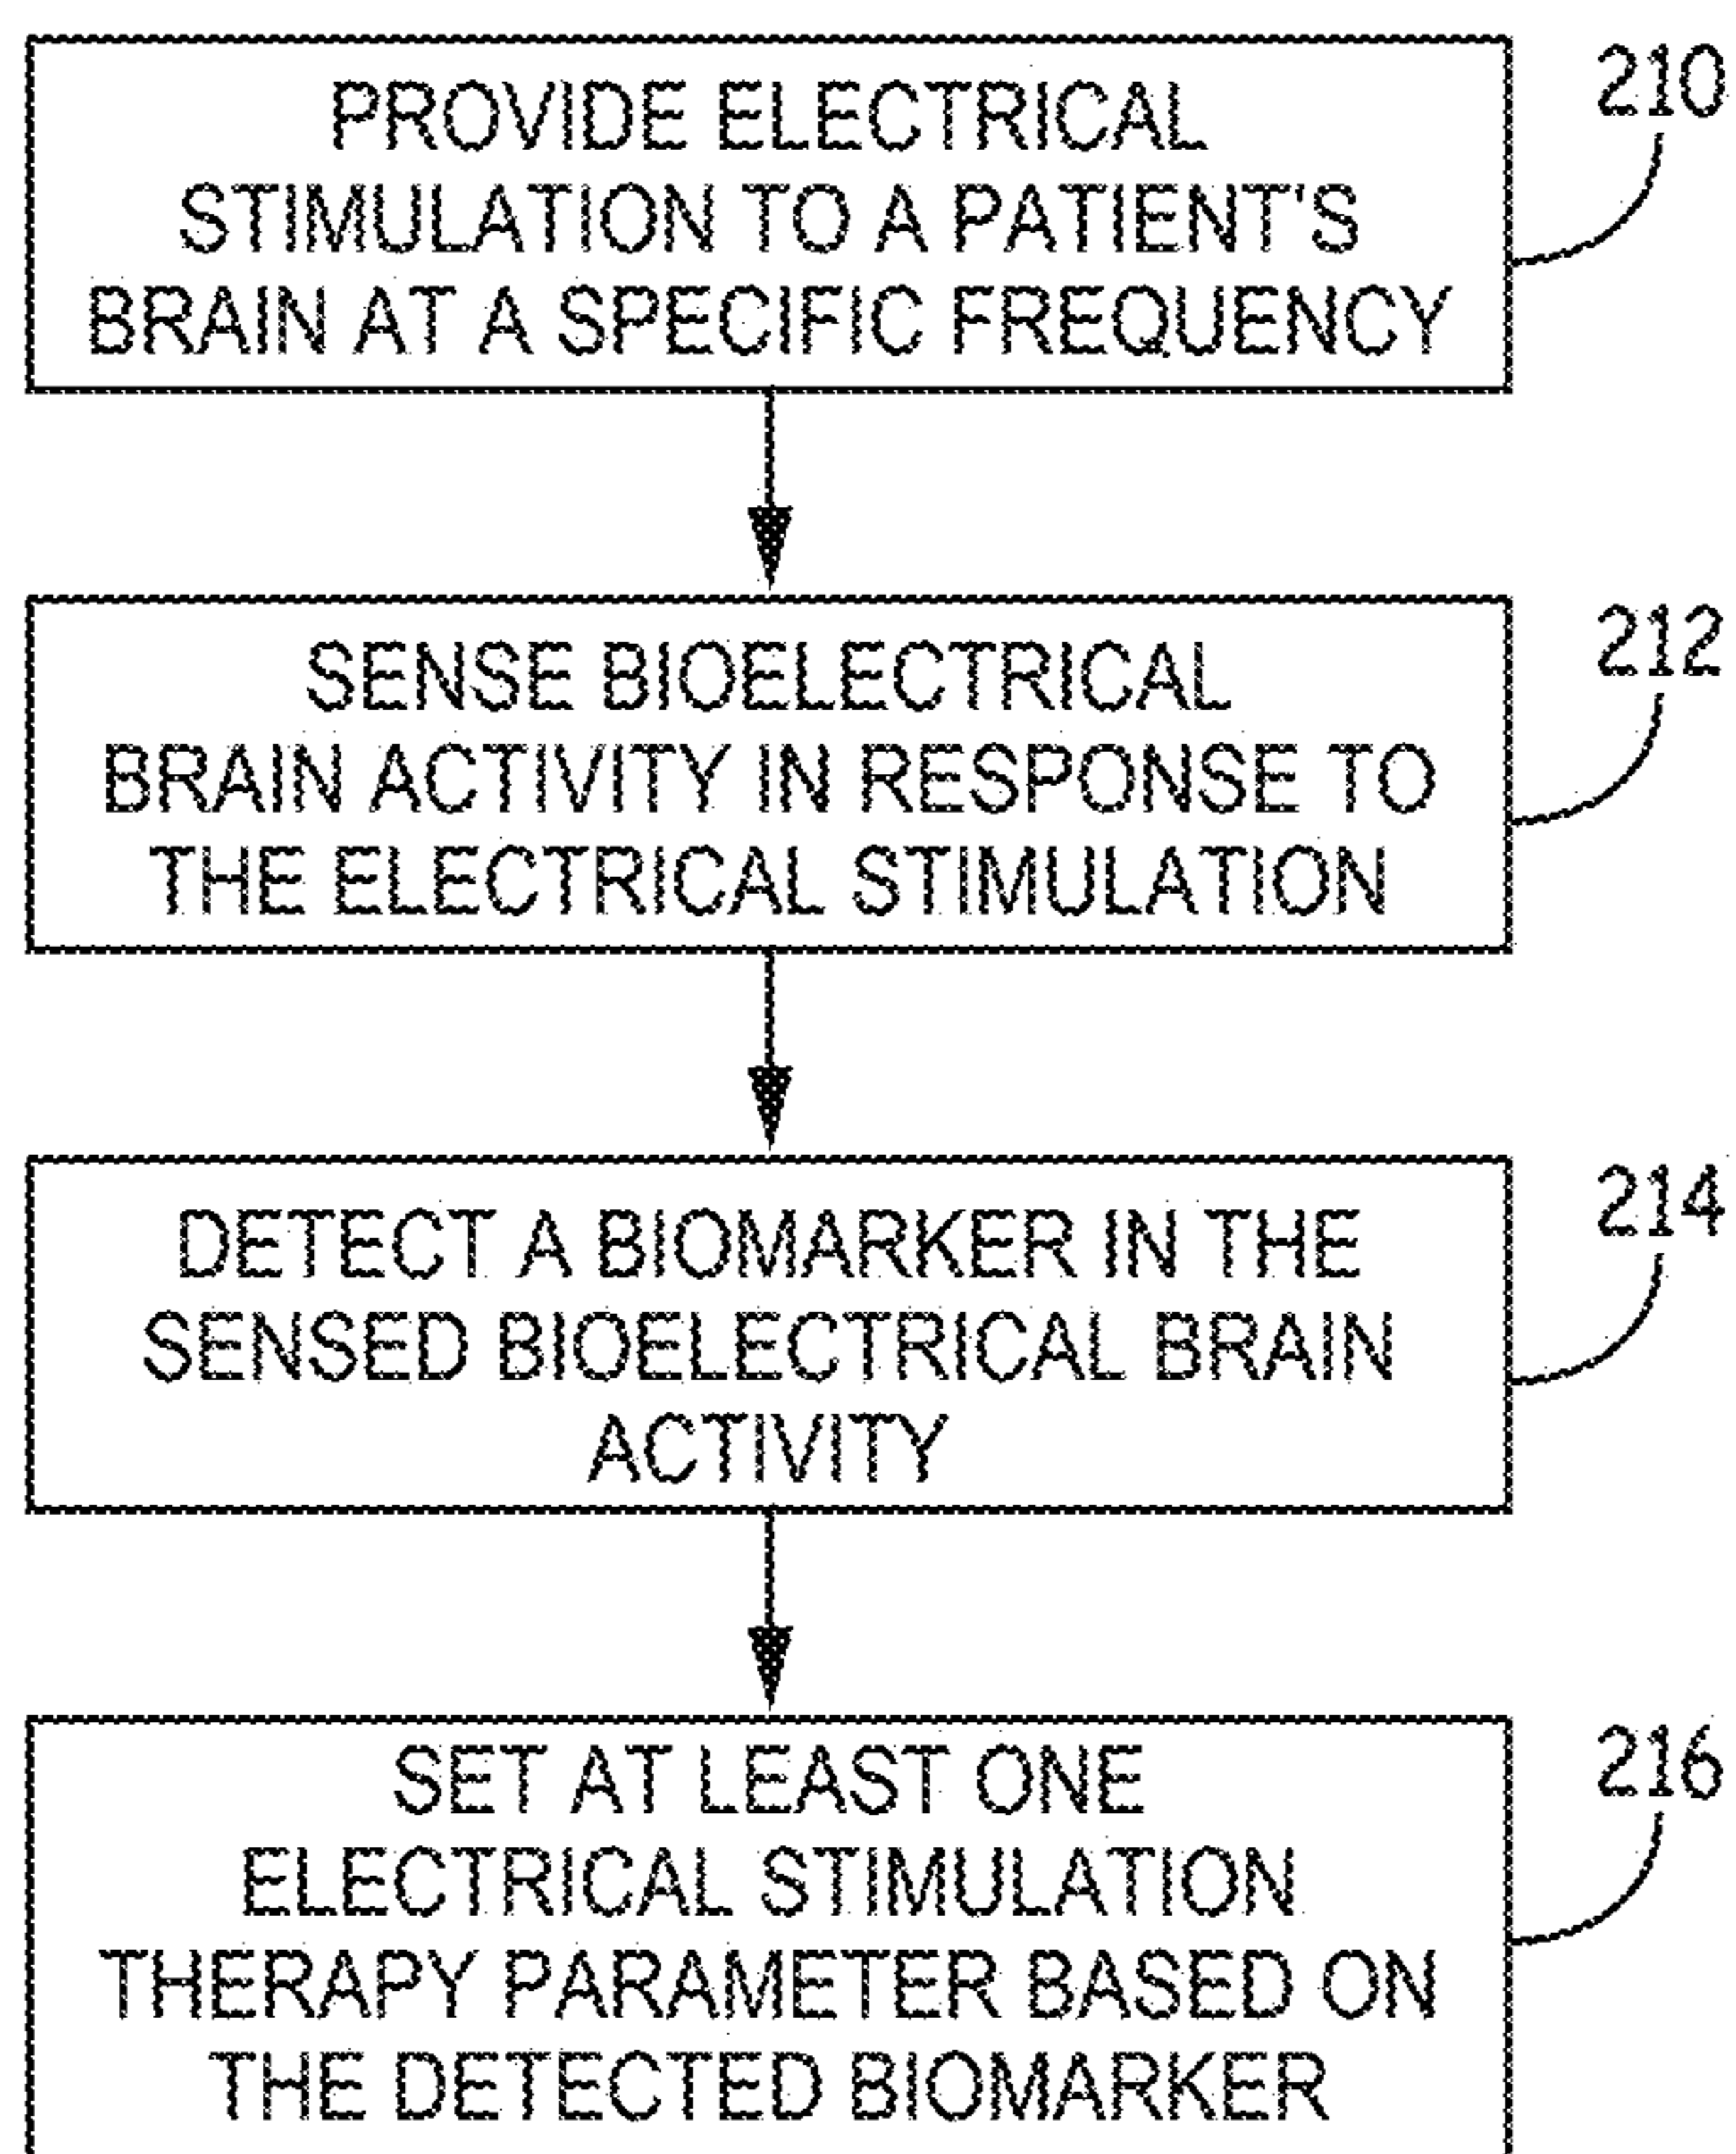 PROVIDE ELECTRICAL
STIMULATION TO A PATIENT'S
BRAIN AT A SPECIFIC FREQUENCY
210
SENSE BIOELECTRICAL
BRAIN ACTIVITY IN RESPONSE TO
THE ELECTRICAL STIMULATION
212
DETECT A BIOMARKER IN THE
SENSED BIOELECTRICAL BRAIN
ACTIVITY
214
SET AT LEAST ONE
ELECTRICAL STIMULATION
THERAPY PARAMETER BASED ON
THE DETECTED BIOMARKER
216